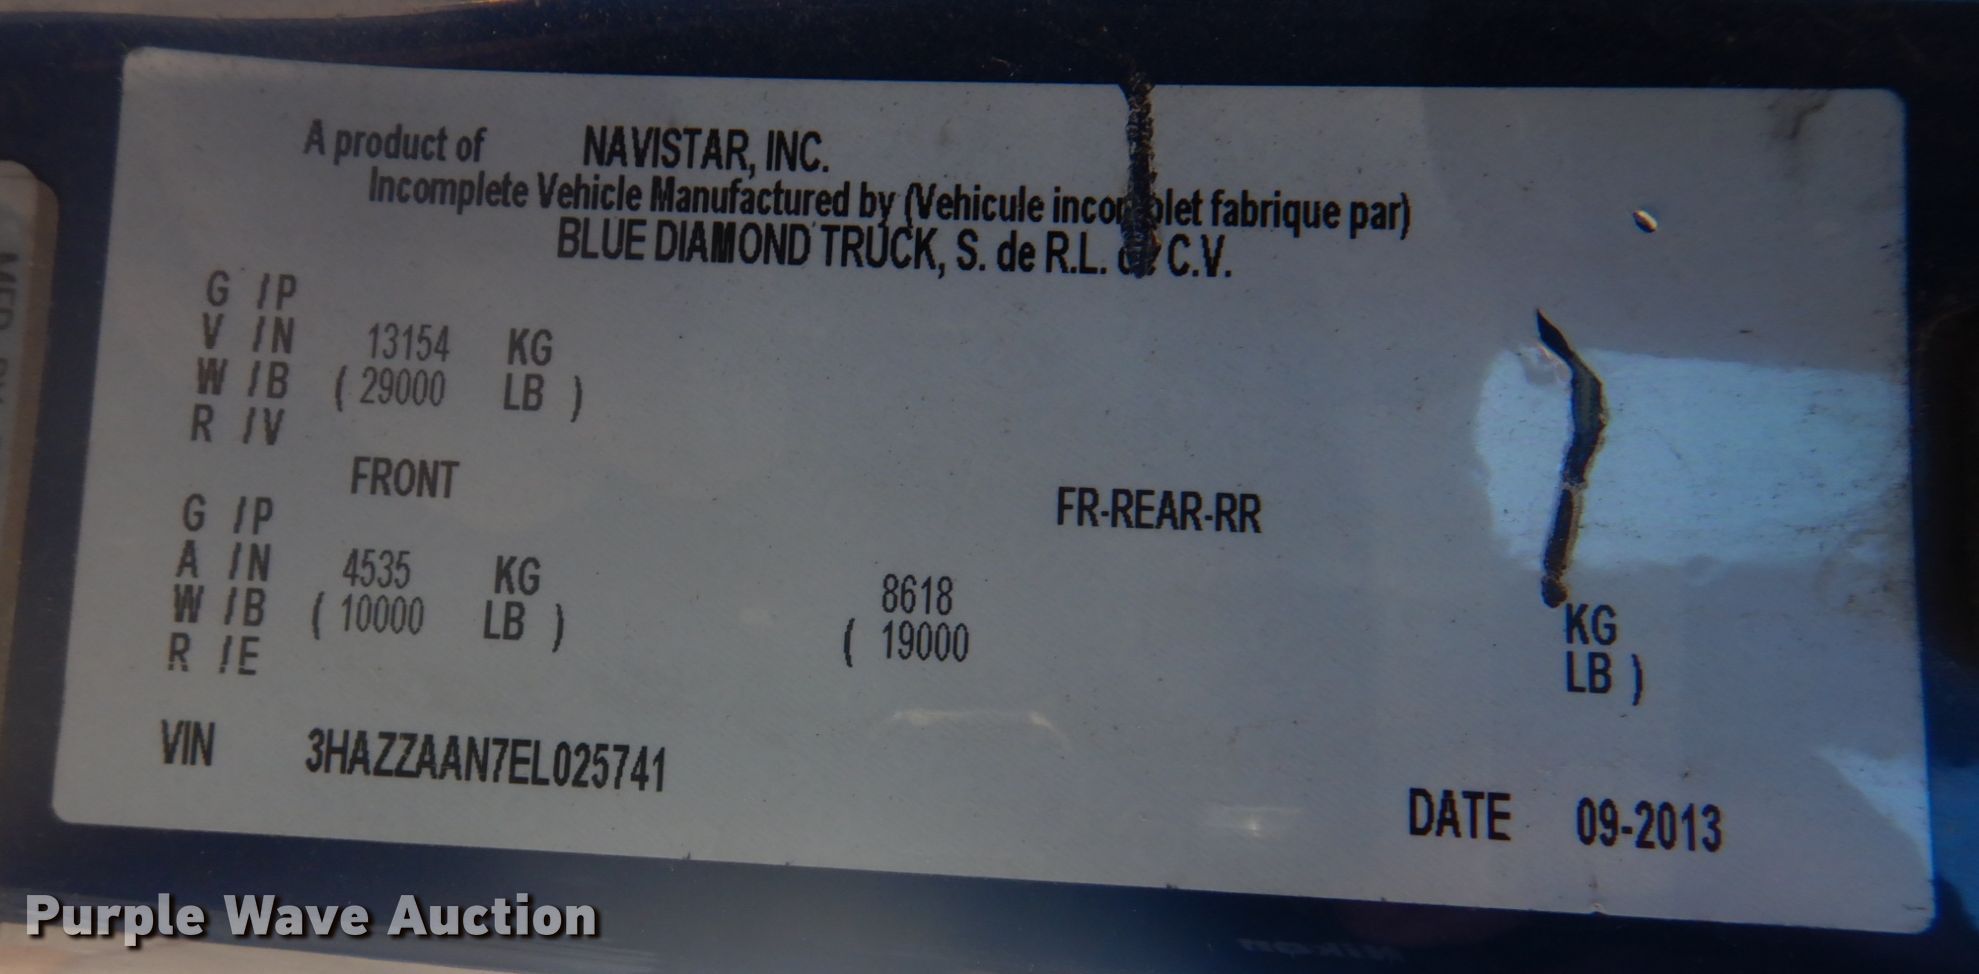 A product of NAVISTAR, INC.
Incomplete Vehicle Manufactured by (Vehicule incomplet fabrique par)
BLUE DIAMOND TRUCK, S. de R.L. C.V.
G /P
V /N 13154 KG
W /B ( 29000 LB )
R /V
FRONT FR-REAR-RR
G /P
A /N 4535 KG 8618 KG
W /B ( 10000 LB ) ( 19000 LB )
R /E
VIN 3HAZZAAN7EL025741
DATE 09-2013
Purple Wave Auction